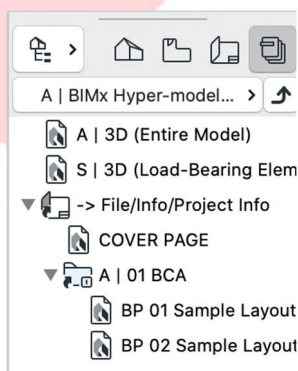 A | BIMx Hyper-model...
A | 3D (Entire Model)
S | 3D (Load-Bearing Elem
-> File/Info/Project Info
COVER PAGE
A | 01 BCA
BP 01 Sample Layout
BP 02 Sample Layout